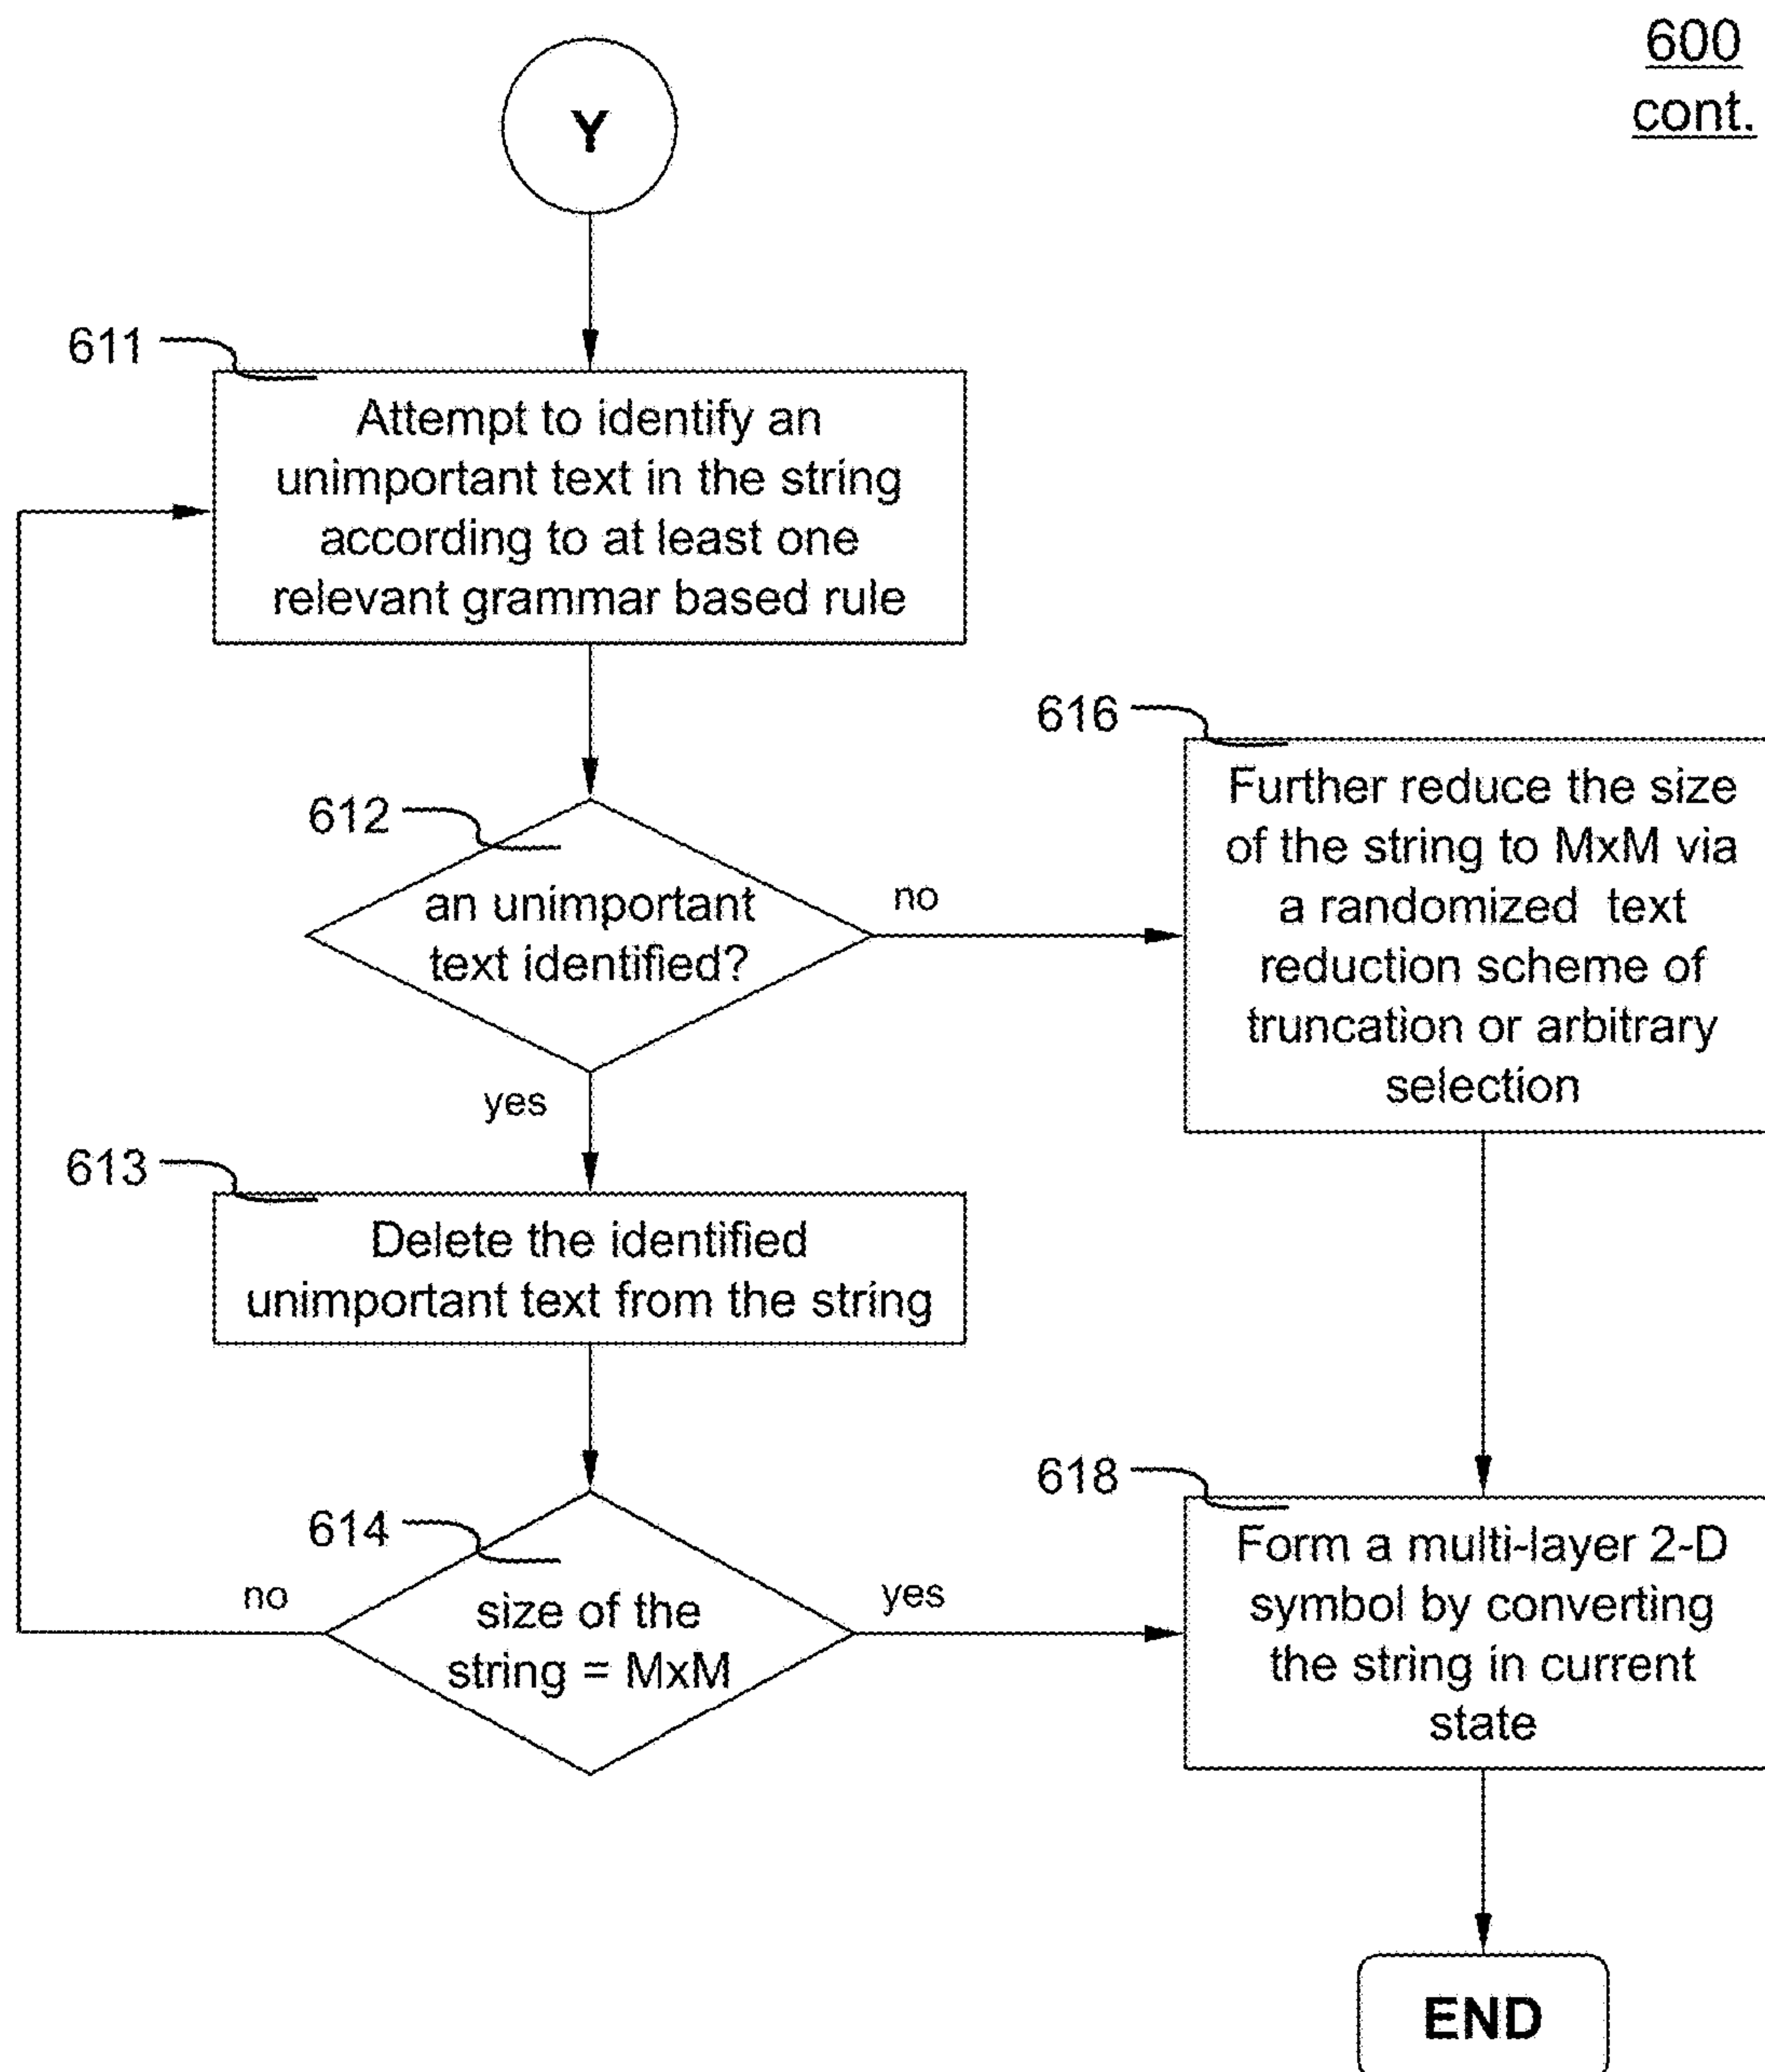 600
cont.
Y
611
Attempt to identify an
unimportant text in the string
according to at least one
relevant grammar based rule
612
an unimportant
text identified?
no
yes
616
Further reduce the size
of the string to MxM via
a randomized text
reduction scheme of
truncation or arbitrary
selection
613
Delete the identified
unimportant text from the string
614
size of the
string = MxM
no
yes
618
Form a multi-layer 2-D
symbol by converting
the string in current
state
END